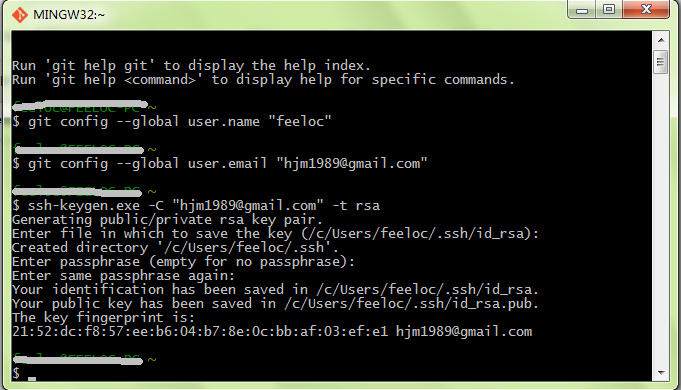 MINGW32:~
Run 'git help git' to display the help index.
Run 'git help <command>' to display help for specific commands.
~
$ git config --global user.name "feeloc"
~
$ git config --global user.email "hjm1989@gmail.com"
~
$ ssh-keygen.exe -C "hjm1989@gmail.com" -t rsa
Generating public/private rsa key pair.
Enter file in which to save the key (/c/Users/feeloc/.ssh/id_rsa):
Created directory '/c/Users/feeloc/.ssh'.
Enter passphrase (empty for no passphrase):
Enter same passphrase again:
Your identification has been saved in /c/Users/feeloc/.ssh/id_rsa.
Your public key has been saved in /c/Users/feeloc/.ssh/id_rsa.pub.
The key fingerprint is:
21:52:dc:f8:57:ee:b6:04:b7:8e:0c:bb:af:03:ef:e1 hjm1989@gmail.com
~
$